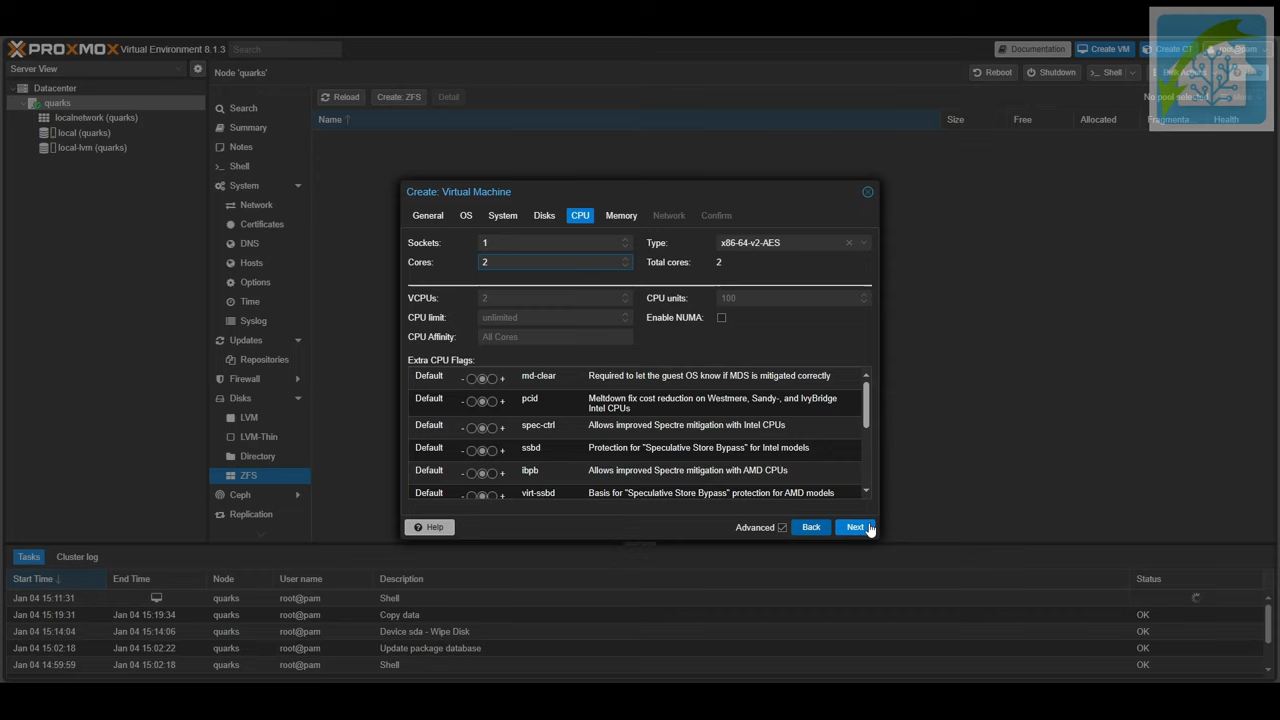 PROXMOX Virtual Environment 8.1.3 Search Documentation Create VM Create CT root@pam
Server View Node 'quarks' Reboot Shutdown Shell
Datacenter
quarks
localnetwork (quarks)
local (quarks)
local-lvm (quarks)
Search
Summary
Notes
Shell
System
Network
Certificates
DNS
Hosts
Options
Time
Syslog
Updates
Repositories
Firewall
Disks
LVM
LVM-Thin
Directory
ZFS
Ceph
Replication
Reload Create: ZFS Detail No pool selected
Name Size Free Allocated Fragmenta... Health
Create: Virtual Machine
General OS System Disks CPU Memory Network Confirm
Sockets: 1 Type: x86-64-v2-AES
Cores: 2 Total cores: 2
VCPUs: 2 CPU units: 100
CPU limit: unlimited Enable NUMA:
CPU Affinity: All Cores
Extra CPU Flags:
Default - + md-clear Required to let the guest OS know if MDS is mitigated correctly
Default - + pcid Meltdown fix cost reduction on Westmere, Sandy-, and IvyBridge
Intel CPUs
Default - + spec-ctrl Allows improved Spectre mitigation with Intel CPUs
Default - + ssbd Protection for "Speculative Store Bypass" for Intel models
Default - + ibpb Allows improved Spectre mitigation with AMD CPUs
Default - + virt-ssbd Basis for "Speculative Store Bypass" protection for AMD models
Help Advanced Back Next
Tasks Cluster log
Start Time End Time Node User name Description Status
Jan 04 15:11:31 quarks root@pam Shell
Jan 04 15:19:31 Jan 04 15:19:34 quarks root@pam Copy data OK
Jan 04 15:14:04 Jan 04 15:14:06 quarks root@pam Device sda - Wipe Disk OK
Jan 04 15:02:18 Jan 04 15:02:22 quarks root@pam Update package database OK
Jan 04 14:59:59 Jan 04 15:02:18 quarks root@pam Shell OK